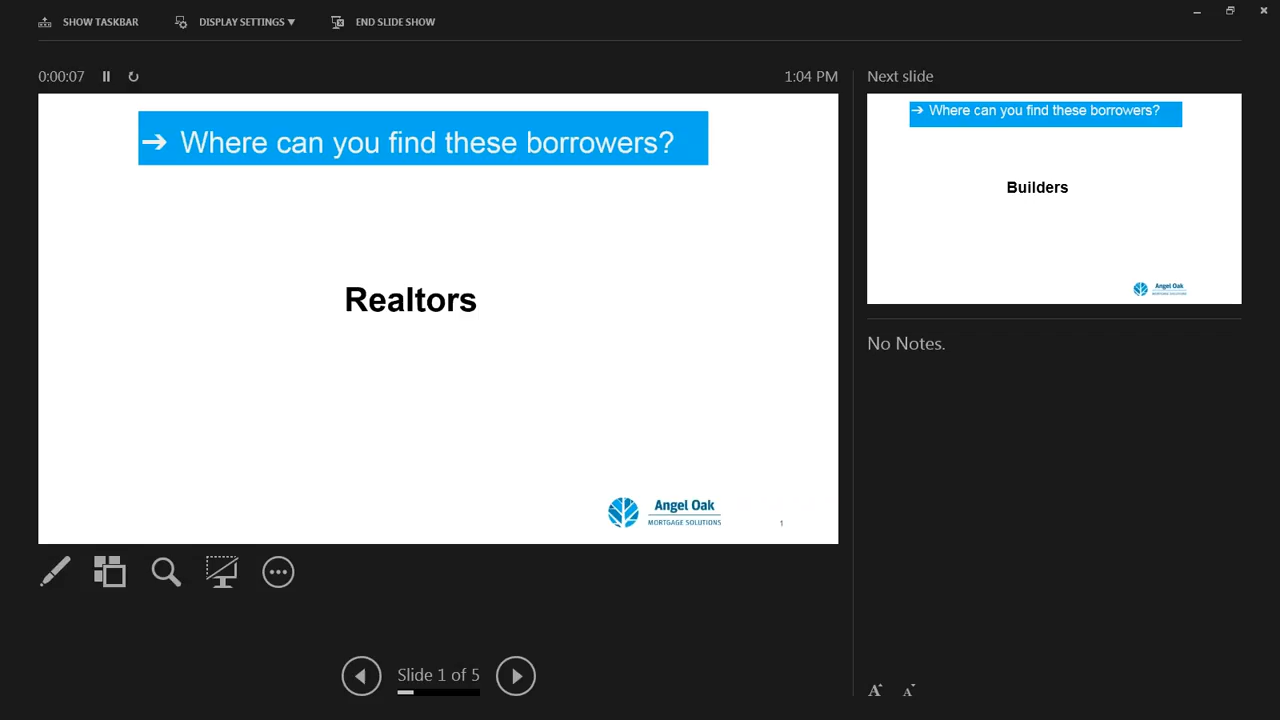 SHOW TASKBAR
DISPLAY SETTINGS ▼
END SLIDE SHOW
0:00:07
1:04 PM
➔ Where can you find these borrowers?
Realtors
Angel Oak
MORTGAGE SOLUTIONS
1
Next slide
➔ Where can you find these borrowers?
Builders
Angel Oak
MORTGAGE SOLUTIONS
No Notes.
Slide 1 of 5
A A